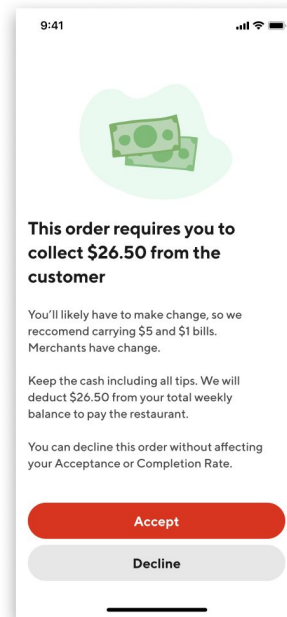 9:41
This order requires you to
collect $26.50 from the
customer
You'll likely have to make change, so we
reccomend carrying $5 and $1 bills.
Merchants have change.
Keep the cash including all tips. We will
deduct $26.50 from your total weekly
balance to pay the restaurant.
You can decline this order without affecting
your Acceptance or Completion Rate.
Accept
Decline